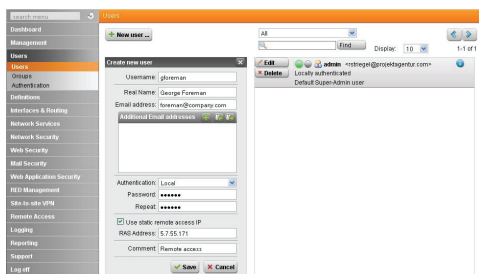 search menu
Users
Dashboard
Management
Users
Users
Groups
Authentication
Definitions
Interfaces & Routing
Network Services
Network Security
Web Security
Mail Security
Web Application Security
RED Management
Site-to-site VPN
Remote Access
Logging
Reporting
Support
Log off
New user ...
Create new user
Username: gforeman
Real Name: George Foreman
Email address: foreman@company.com
Additional Email addresses
Authentication: Local
Password: ••••••
Repeat: ••••••
Use static remote access IP
RAS Address: 5.7.55.171
Comment: Remote access
Save
Cancel
All
Find
Display: 10
1-1 of 1
Edit
Delete
admin <rstriegel@projektagentur.com>
Locally authenticated
Default Super-Admin user